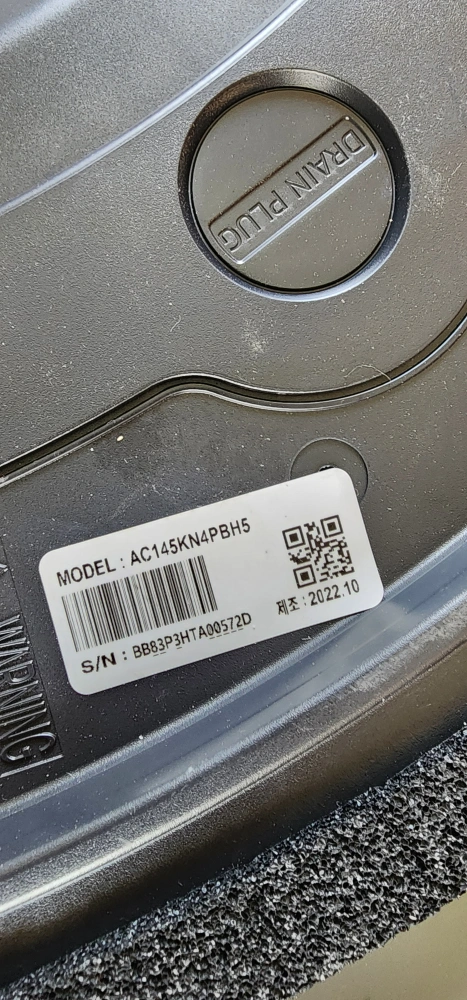 DRAIN PLUG
MODEL : AC145KN4PBH5
S/N : BB83P3HTA00572D
제조 : 2022.10
WARNING